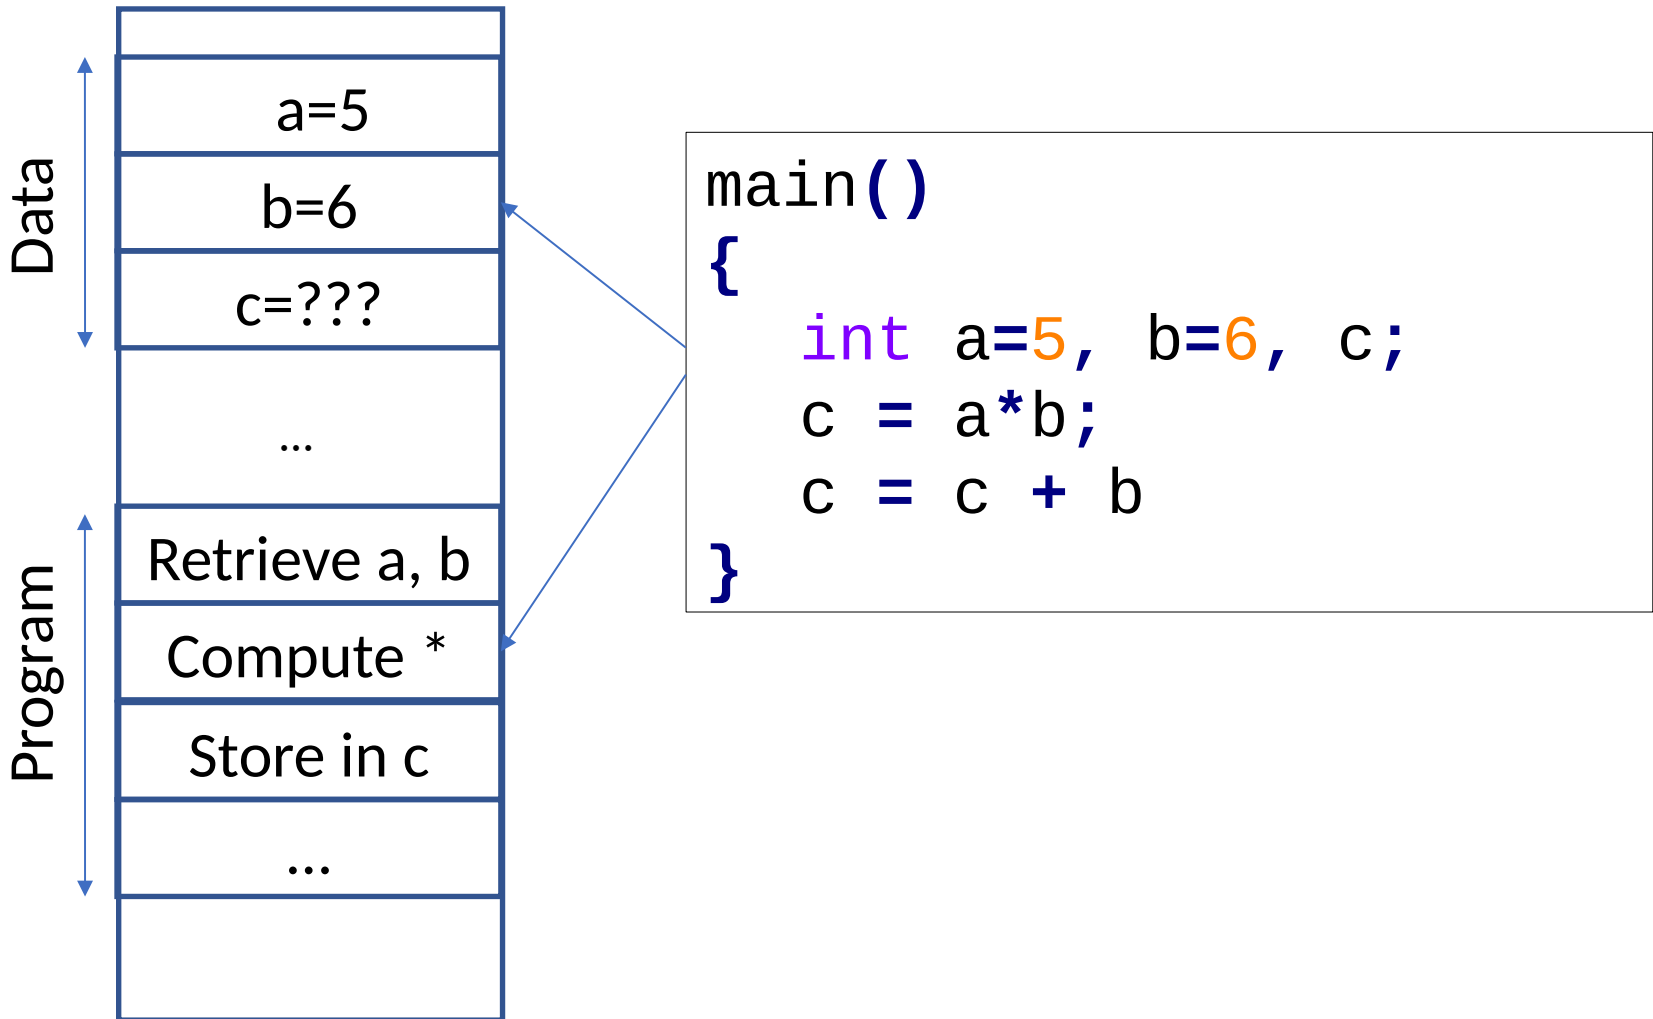 Data
a=5
b=6
c=???
...
Program
Retrieve a, b
Compute *
Store in c
...
main()
{
   int a=5, b=6, c;
   c = a*b;
   c = c + b
}